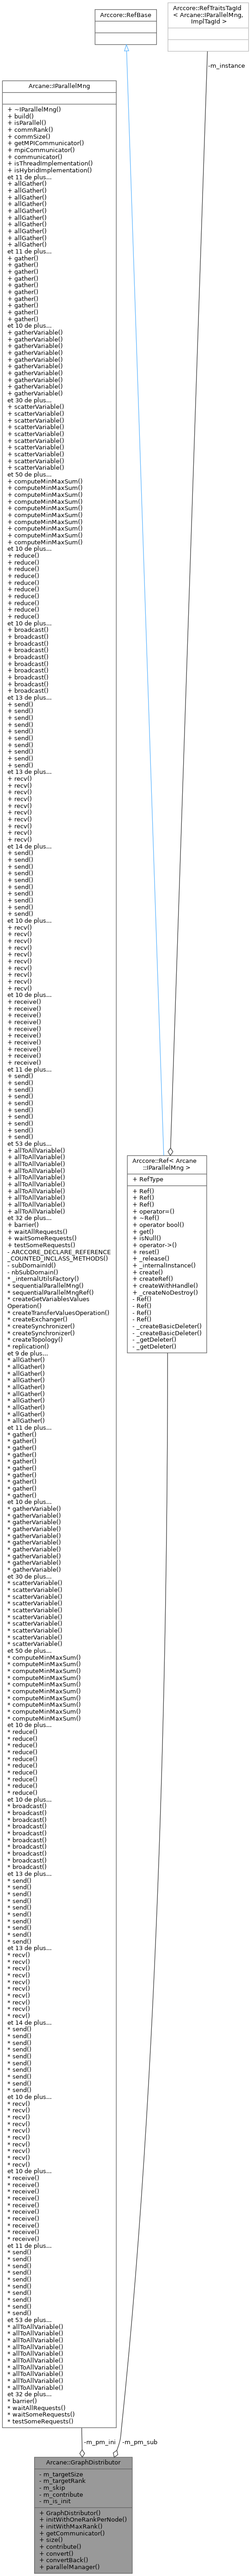 Arccore::RefTraitsTagId
< Arcane::IParallelMng,
ImplTagId >
Arccore::RefBase
-m_instance
Arcane::IParallelMng
+ ~IParallelMng()
+ build()
+ isParallel()
+ commRank()
+ commSize()
+ getMPICommunicator()
+ mpiCommunicator()
+ communicator()
+ isThreadImplementation()
+ isHybridImplementation()
et 11 de plus...
+ allGather()
+ allGather()
+ allGather()
+ allGather()
+ allGather()
+ allGather()
+ allGather()
+ allGather()
+ allGather()
+ allGather()
et 11 de plus...
+ gather()
+ gather()
+ gather()
+ gather()
+ gather()
+ gather()
+ gather()
+ gather()
+ gather()
+ gather()
et 10 de plus...
+ gatherVariable()
+ gatherVariable()
+ gatherVariable()
+ gatherVariable()
+ gatherVariable()
+ gatherVariable()
+ gatherVariable()
+ gatherVariable()
+ gatherVariable()
+ gatherVariable()
et 30 de plus...
+ scatterVariable()
+ scatterVariable()
+ scatterVariable()
+ scatterVariable()
+ scatterVariable()
+ scatterVariable()
+ scatterVariable()
+ scatterVariable()
+ scatterVariable()
+ scatterVariable()
et 50 de plus...
+ computeMinMaxSum()
+ computeMinMaxSum()
+ computeMinMaxSum()
+ computeMinMaxSum()
+ computeMinMaxSum()
+ computeMinMaxSum()
+ computeMinMaxSum()
+ computeMinMaxSum()
+ computeMinMaxSum()
+ computeMinMaxSum()
et 10 de plus...
+ reduce()
+ reduce()
+ reduce()
+ reduce()
+ reduce()
+ reduce()
+ reduce()
+ reduce()
+ reduce()
+ reduce()
et 10 de plus...
+ broadcast()
+ broadcast()
+ broadcast()
+ broadcast()
+ broadcast()
+ broadcast()
+ broadcast()
+ broadcast()
+ broadcast()
+ broadcast()
et 13 de plus...
+ send()
+ send()
+ send()
+ send()
+ send()
+ send()
+ send()
+ send()
+ send()
+ send()
et 13 de plus...
+ recv()
+ recv()
+ recv()
+ recv()
+ recv()
+ recv()
+ recv()
+ recv()
+ recv()
+ recv()
et 14 de plus...
+ send()
+ send()
+ send()
+ send()
+ send()
+ send()
+ send()
+ send()
+ send()
+ send()
et 10 de plus...
+ recv()
+ recv()
+ recv()
+ recv()
+ recv()
+ recv()
+ recv()
+ recv()
+ recv()
+ recv()
et 10 de plus...
+ receive()
+ receive()
+ receive()
+ receive()
+ receive()
+ receive()
+ receive()
+ receive()
+ receive()
+ receive()
et 11 de plus...
+ send()
+ send()
+ send()
+ send()
+ send()
+ send()
+ send()
+ send()
+ send()
+ send()
et 53 de plus...
+ allToAllVariable()
+ allToAllVariable()
+ allToAllVariable()
+ allToAllVariable()
+ allToAllVariable()
+ allToAllVariable()
+ allToAllVariable()
+ allToAllVariable()
+ allToAllVariable()
+ allToAllVariable()
et 32 de plus...
+ barrier()
+ waitAllRequests()
+ waitSomeRequests()
+ testSomeRequests()
- ARCCORE_DECLARE_REFERENCE
_COUNTED_INCLASS_METHODS()
- subDomainId()
- nbSubDomain()
* _internalUtilsFactory()
* sequentialParallelMng()
* sequentialParallelMngRef()
* createGetVariablesValues
Operation()
* createTransferValuesOperation()
* createExchanger()
* createSynchronizer()
* createSynchronizer()
* createTopology()
* replication()
et 9 de plus...
* allGather()
* allGather()
* allGather()
* allGather()
* allGather()
* allGather()
* allGather()
* allGather()
* allGather()
* allGather()
et 11 de plus...
* gather()
* gather()
* gather()
* gather()
* gather()
* gather()
* gather()
* gather()
* gather()
* gather()
et 10 de plus...
* gatherVariable()
* gatherVariable()
* gatherVariable()
* gatherVariable()
* gatherVariable()
* gatherVariable()
* gatherVariable()
* gatherVariable()
* gatherVariable()
* gatherVariable()
et 30 de plus...
* scatterVariable()
* scatterVariable()
* scatterVariable()
* scatterVariable()
* scatterVariable()
* scatterVariable()
* scatterVariable()
* scatterVariable()
* scatterVariable()
* scatterVariable()
et 50 de plus...
* computeMinMaxSum()
* computeMinMaxSum()
* computeMinMaxSum()
* computeMinMaxSum()
* computeMinMaxSum()
* computeMinMaxSum()
* computeMinMaxSum()
* computeMinMaxSum()
* computeMinMaxSum()
* computeMinMaxSum()
et 10 de plus...
* reduce()
* reduce()
* reduce()
* reduce()
* reduce()
* reduce()
* reduce()
* reduce()
* reduce()
* reduce()
et 10 de plus...
* broadcast()
* broadcast()
* broadcast()
* broadcast()
* broadcast()
* broadcast()
* broadcast()
* broadcast()
* broadcast()
* broadcast()
et 13 de plus...
* send()
* send()
* send()
* send()
* send()
* send()
* send()
* send()
* send()
* send()
et 13 de plus...
* recv()
* recv()
* recv()
* recv()
* recv()
* recv()
* recv()
* recv()
* recv()
* recv()
et 14 de plus...
* send()
* send()
* send()
* send()
* send()
* send()
* send()
* send()
* send()
* send()
et 10 de plus...
* recv()
* recv()
* recv()
* recv()
* recv()
* recv()
* recv()
* recv()
* recv()
* recv()
et 10 de plus...
* receive()
* receive()
* receive()
* receive()
* receive()
* receive()
* receive()
* receive()
* receive()
* receive()
et 11 de plus...
* send()
* send()
* send()
* send()
* send()
* send()
* send()
* send()
* send()
* send()
et 53 de plus...
* allToAllVariable()
* allToAllVariable()
* allToAllVariable()
* allToAllVariable()
* allToAllVariable()
* allToAllVariable()
* allToAllVariable()
* allToAllVariable()
* allToAllVariable()
* allToAllVariable()
et 32 de plus...
* barrier()
* waitAllRequests()
* waitSomeRequests()
* testSomeRequests()
Arccore::Ref< Arcane
::IParallelMng >
+ RefType
+ Ref()
+ Ref()
+ Ref()
+ operator=()
+ ~Ref()
+ operator bool()
+ get()
+ isNull()
+ operator->()
+ reset()
+ _release()
+ _internalInstance()
+ create()
+ createRef()
+ createWithHandle()
+ _createNoDestroy()
- Ref()
- Ref()
- Ref()
- Ref()
- _createBasicDeleter()
- _createBasicDeleter()
- _getDeleter()
- _getDeleter()
-m_pm_ini
-m_pm_sub
Arcane::GraphDistributor
- m_targetSize
- m_targetRank
- m_skip
- m_contribute
- m_is_init
+ GraphDistributor()
+ initWithOneRankPerNode()
+ initWithMaxRank()
+ getCommunicator()
+ size()
+ contribute()
+ convert()
+ convertBack()
+ parallelManager()